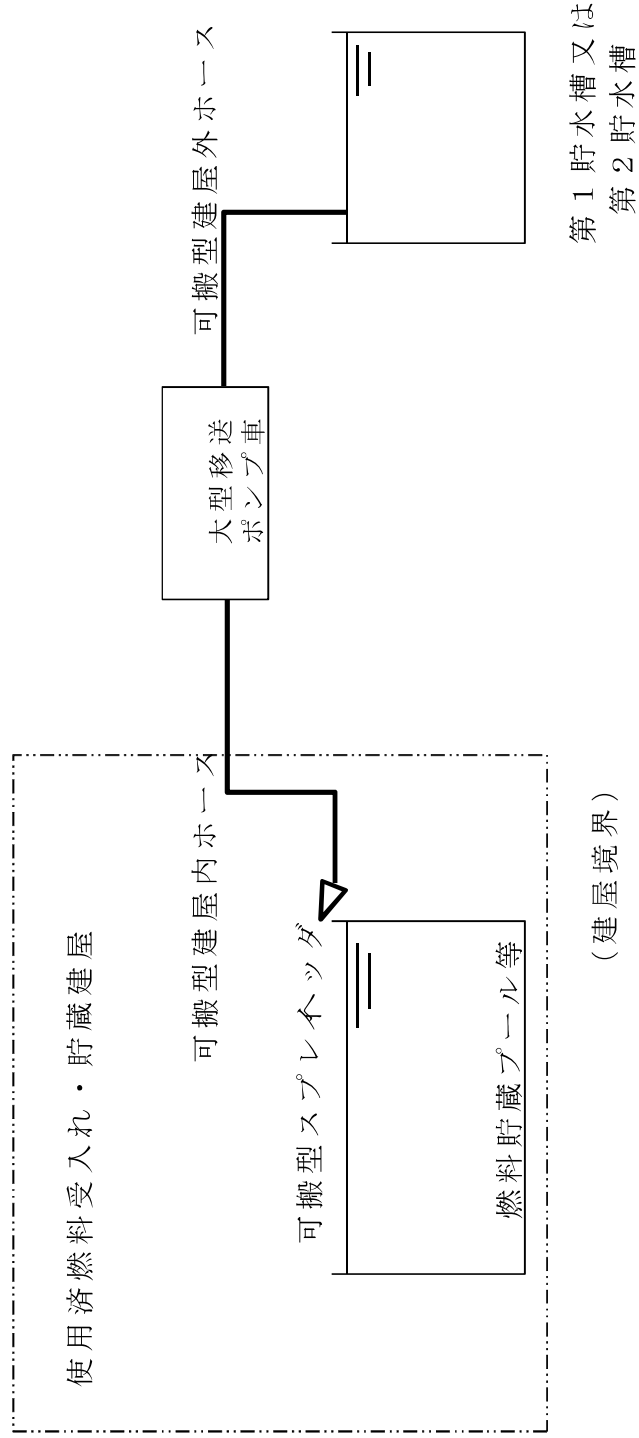 使用済燃料受入れ・貯蔵建屋
可搬型建屋内ホース
可搬型建屋外ホース
大型移送
ポンプ車
可搬型スプレイヘッダ
燃料貯蔵プール等
(建屋境界)
第1貯水槽又は
第2貯水槽